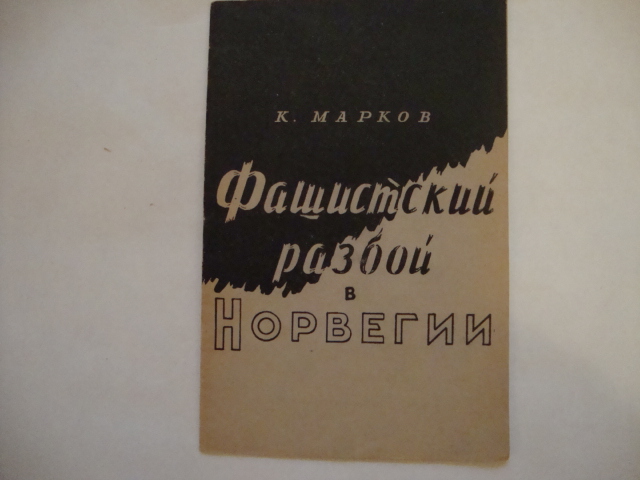 К. МАРКОВ
Фашистский
разбой
в
НОРВЕГИИ